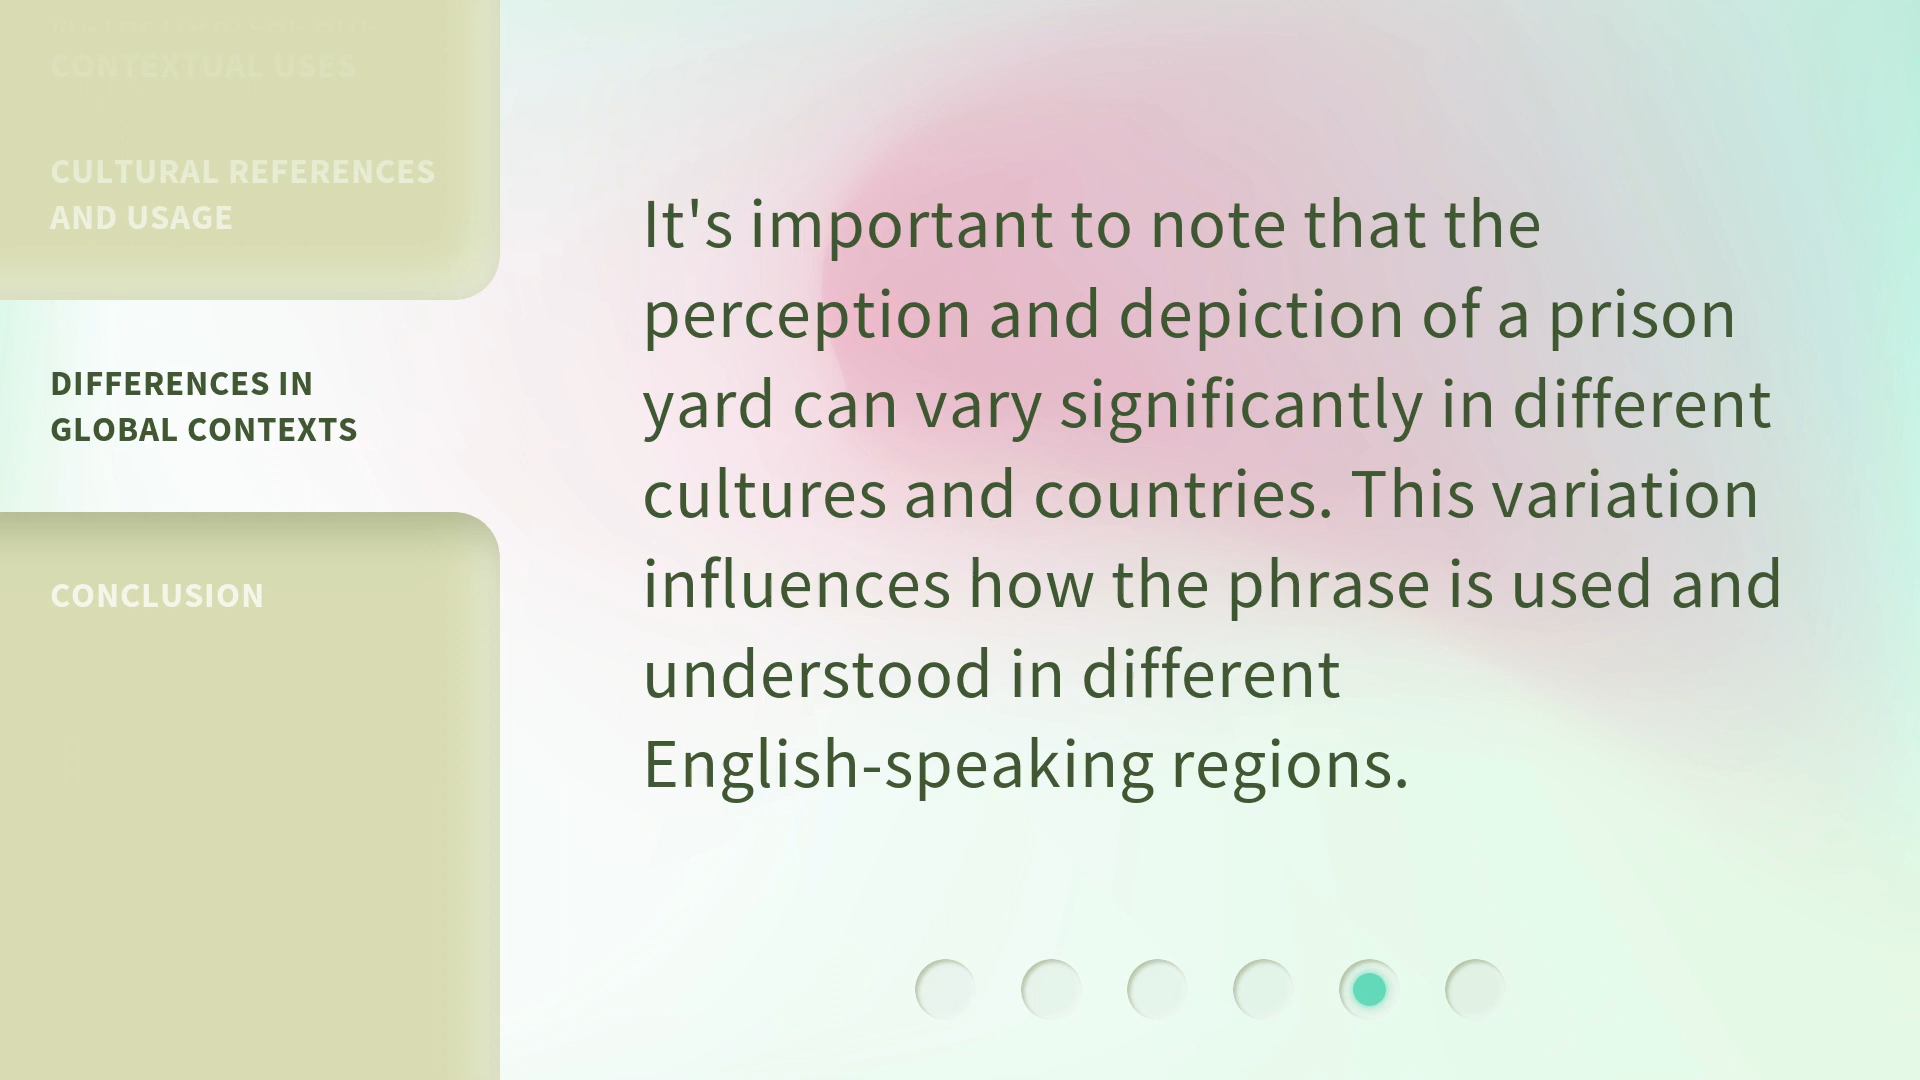 CONTEXTUAL USES
CULTURAL REFERENCES
AND USAGE
DIFFERENCES IN
GLOBAL CONTEXTS
CONCLUSION
It's important to note that the
perception and depiction of a prison
yard can vary significantly in different
cultures and countries. This variation
influences how the phrase is used and
understood in different
English-speaking regions.